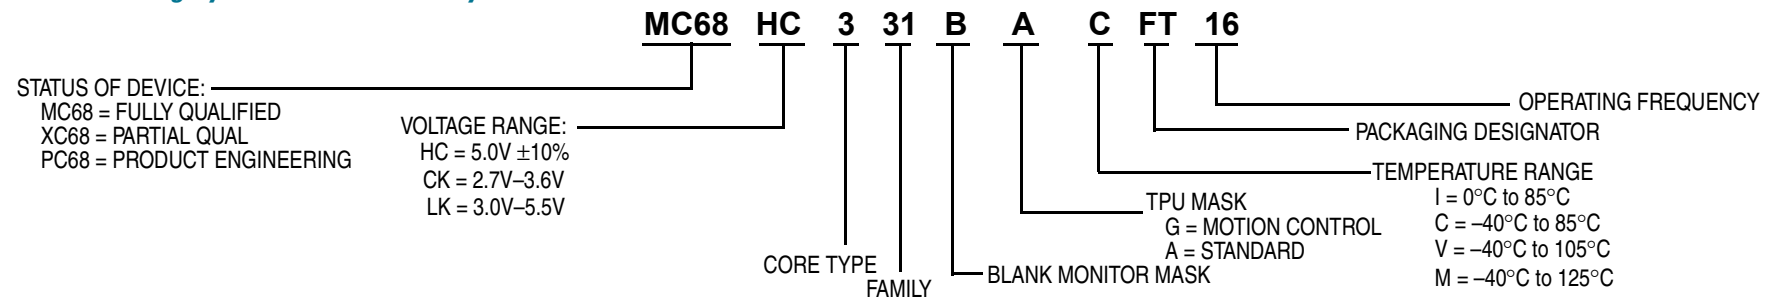 MC68 HC 3 31 B A C FT 16
STATUS OF DEVICE:
MC68 = FULLY QUALIFIED
XC68 = PARTIAL QUAL
PC68 = PRODUCT ENGINEERING
VOLTAGE RANGE:
HC = 5.0V ±10%
CK = 2.7V–3.6V
LK = 3.0V–5.5V
CORE TYPE
FAMILY
BLANK MONITOR MASK
TPU MASK
G = MOTION CONTROL
A = STANDARD
TEMPERATURE RANGE
I = 0°C to 85°C
C = –40°C to 85°C
V = –40°C to 105°C
M = –40°C to 125°C
PACKAGING DESIGNATOR
OPERATING FREQUENCY